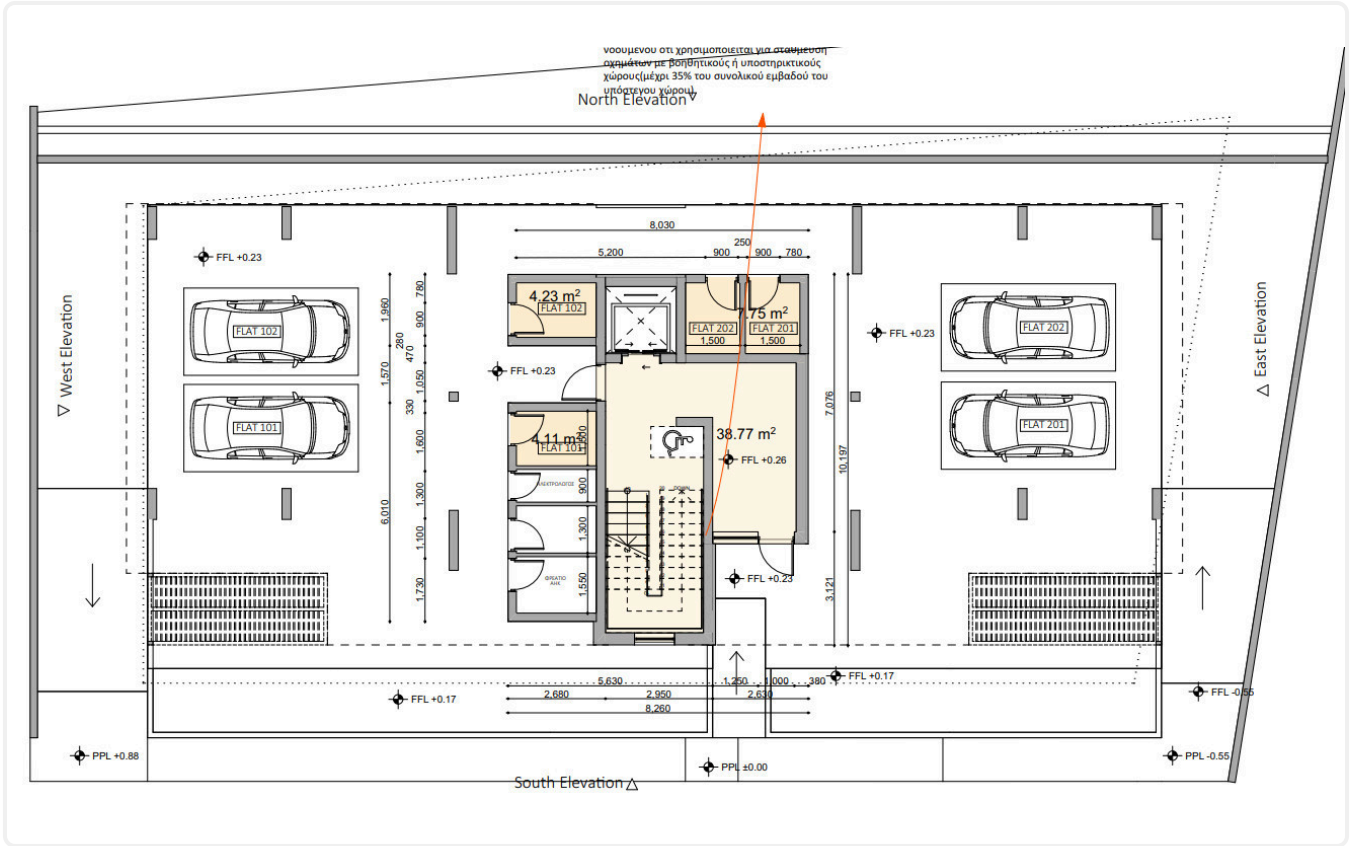 νοουμένου ότι χρησιμοποιείται για στάθμευση
οχημάτων με βοηθητικούς ή υποστηρικτικούς
χώρους(μέχρι 35% του συνολικού εμβαδού του
υπόστεγου χώρου).
North Elevation
8,030
250
5,200 900 900 780
FFL +0.23
4.23 m²
FLAT 102
7.75 m²
FLAT 202 FLAT 201
1,500 1,500
FLAT 102
FLAT 101
FLAT 202
FLAT 201
FFL +0.23
FFL +0.23
West Elevation
East Elevation
1,960
1,570
6,010
780
900
280
470
1,050
330
1,600
1,300
1,100
1,730
4.11 m²
FLAT 101
900
1,300
1,550
ΗΛΕΚΤΡΟΛΟΓΟΣ
ΦΡΕΑΤΙΟ
ΑΗΚ
38.77 m²
FFL +0.26
7,076
10,197
3,121
FFL +0.23
5,630 1,250 1,000 380
2,680 2,950 2,630
8,260
FFL +0.17
FFL +0.17
FFL -0.55
PPL +0.88
PPL ±0.00
PPL -0.55
South Elevation